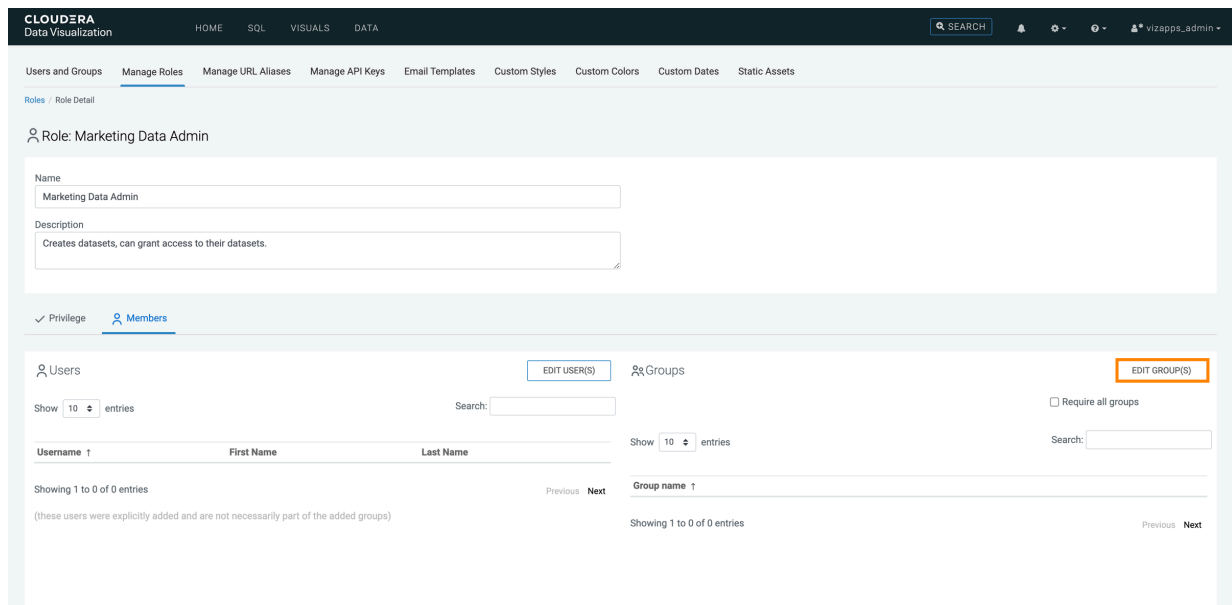 CLOUDERA
Data Visualization
HOME SQL VISUALS DATA
SEARCH
vizapps_admin
Users and Groups Manage Roles Manage URL Aliases Manage API Keys Email Templates Custom Styles Custom Colors Custom Dates Static Assets
Roles / Role Detail
Role: Marketing Data Admin
Name
Marketing Data Admin
Description
Creates datasets, can grant access to their datasets.
Privilege Members
Users
EDIT USER(S)
Show 10 entries
Search:
Username ↑ First Name Last Name
Showing 1 to 0 of 0 entries
Previous Next
(these users were explicitly added and are not necessarily part of the added groups)
Groups
EDIT GROUP(S)
Require all groups
Show 10 entries
Search:
Group name ↑
Showing 1 to 0 of 0 entries
Previous Next